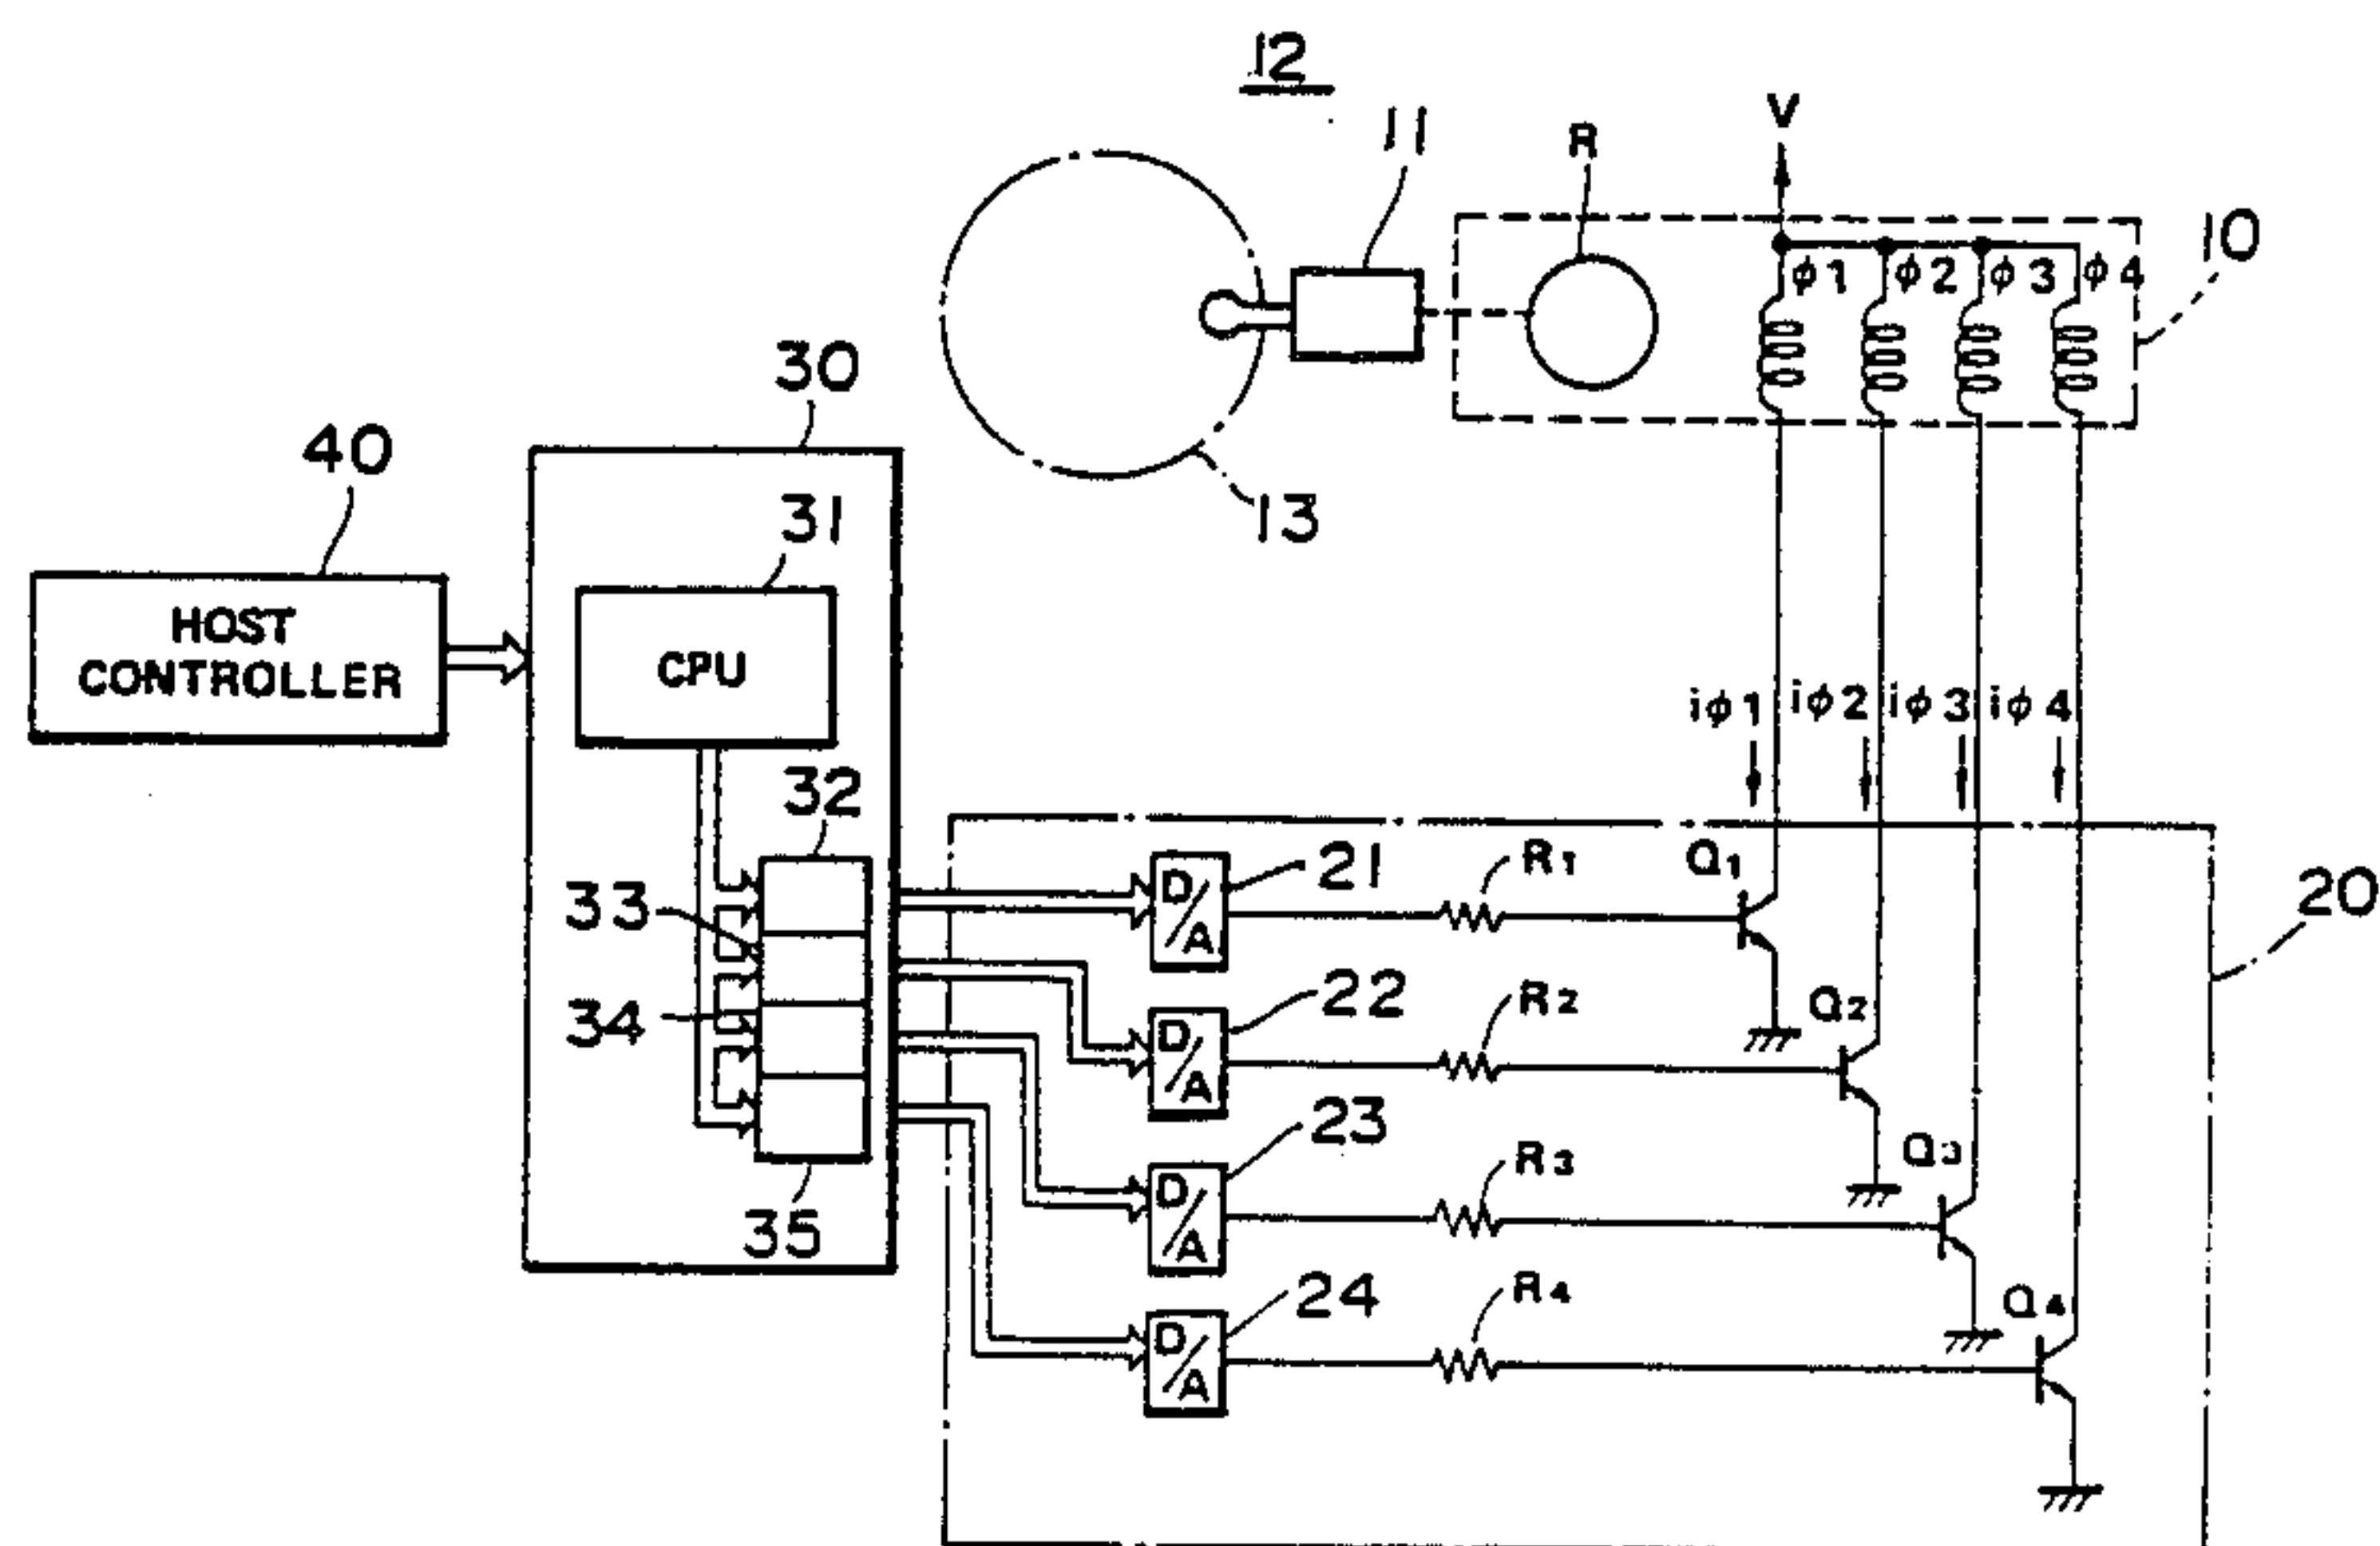 12
11
R
V
10
φ1 φ2 φ3 φ4
13
30
40
31
HOST
CONTROLLER
CPU
iφ1 iφ2 iφ3 iφ4
32
33
34
35
D/A
21
R1
Q1
20
D/A
22
R2
Q2
D/A
23
R3
Q3
D/A
24
R4
Q4